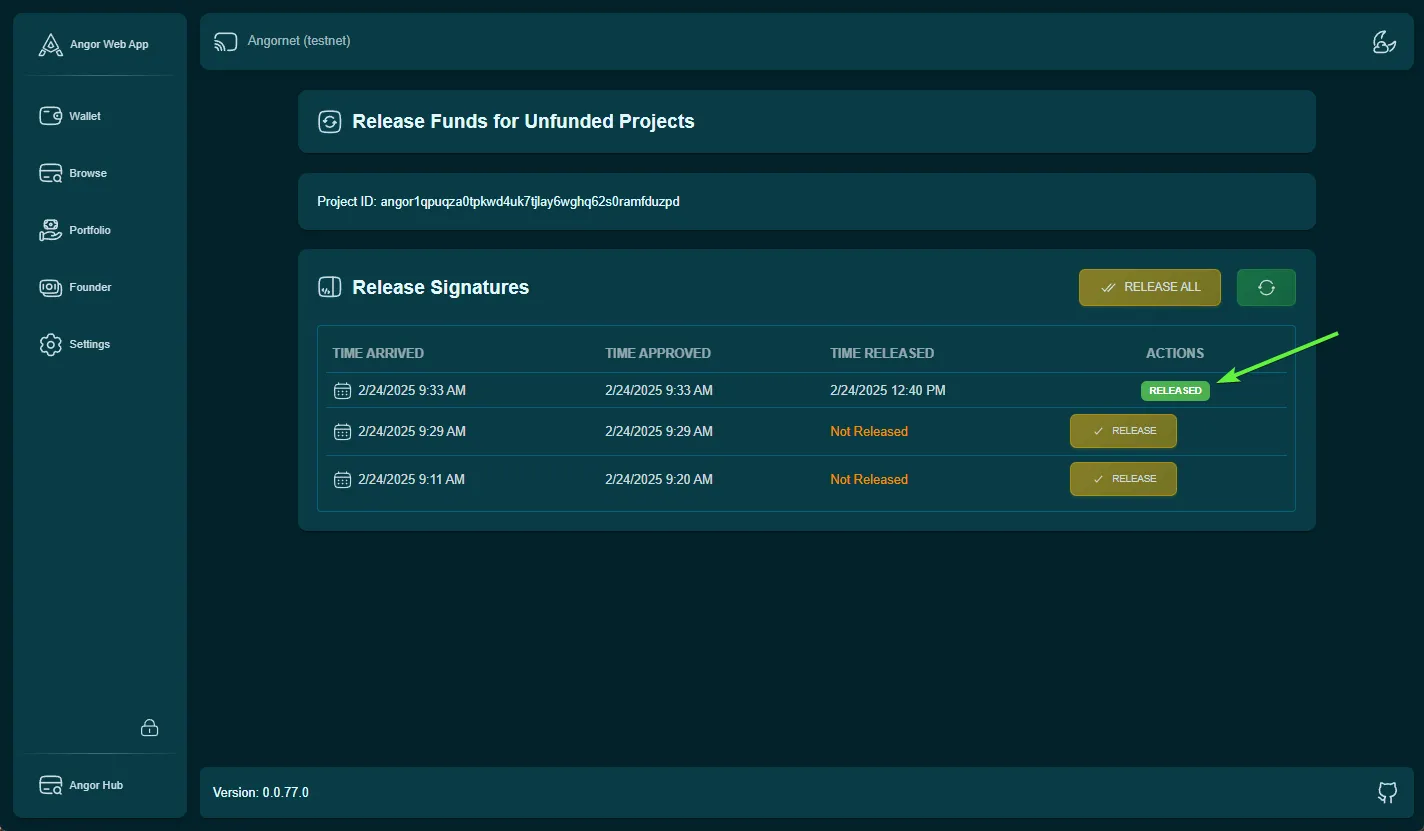 Angor Web App
Angornet (testnet)
Wallet
Browse
Portfolio
Founder
Settings
Release Funds for Unfunded Projects
Project ID: angor1qpuqza0tpkwd4uk7tjlay6wghq62s0ramfduzpd
Release Signatures
RELEASE ALL
TIME ARRIVED TIME APPROVED TIME RELEASED ACTIONS
2/24/2025 9:33 AM 2/24/2025 9:33 AM 2/24/2025 12:40 PM RELEASED
2/24/2025 9:29 AM 2/24/2025 9:29 AM Not Released RELEASE
2/24/2025 9:11 AM 2/24/2025 9:20 AM Not Released RELEASE
Angor Hub
Version: 0.0.77.0